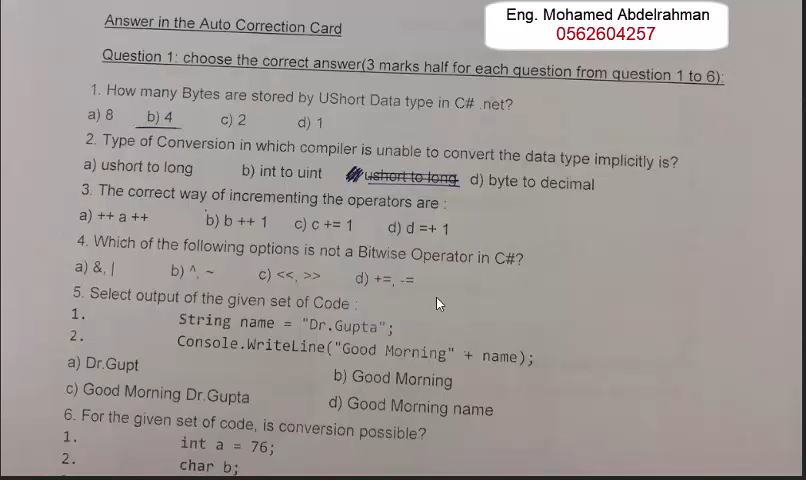 Eng. Mohamed Abdelrahman
0562604257
Answer in the Auto Correction Card
Question 1: choose the correct answer(3 marks half for each question from question 1 to 6):
1. How many Bytes are stored by UShort Data type in C# .net?
a) 8 b) 4 c) 2 d) 1
2. Type of Conversion in which compiler is unable to convert the data type implicitly is?
a) ushort to long b) int to uint ushort to long d) byte to decimal
3. The correct way of incrementing the operators are :
a) ++ a ++ b) b ++ 1 c) c += 1 d) d =+ 1
4. Which of the following options is not a Bitwise Operator in C#?
a) &, | b) ^, ~ c) <<, >> d) +=, -=
5. Select output of the given set of Code :
1. String name = "Dr.Gupta";
2. Console.WriteLine("Good Morning" + name);
a) Dr.Gupt b) Good Morning
c) Good Morning Dr.Gupta d) Good Morning name
6. For the given set of code, is conversion possible?
1. int a = 76;
2. char b;